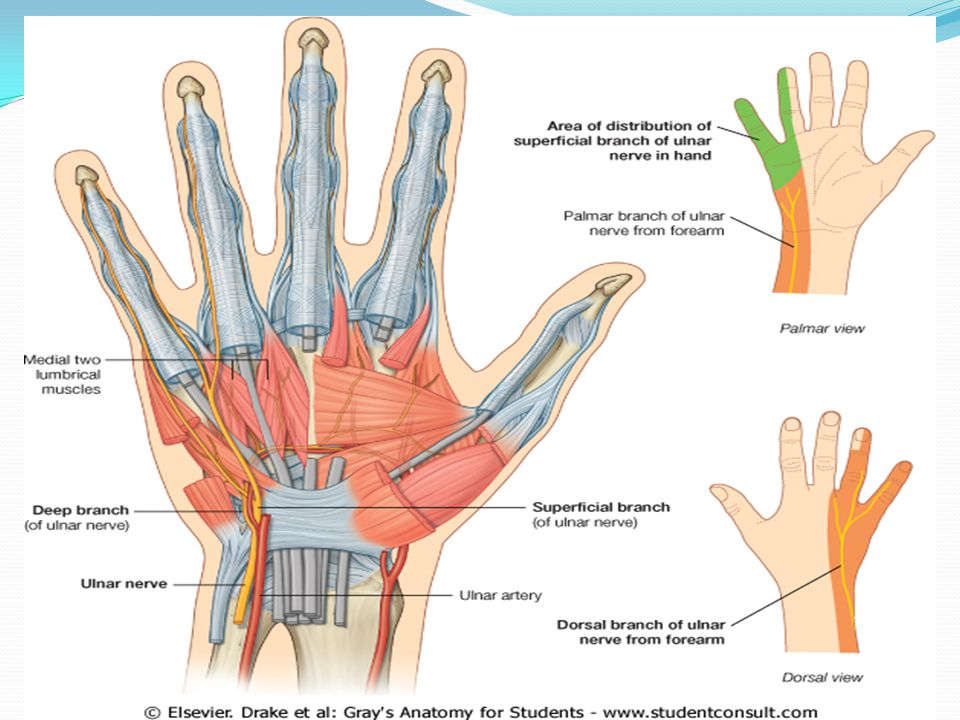 Area of distribution of
superficial branch of ulnar
nerve in hand
Palmar branch of ulnar
nerve from forearm
Palmar view
Medial two
lumbrical
muscles
Deep branch
(of ulnar nerve)
Superficial branch
(of ulnar nerve)
Ulnar nerve
Ulnar artery
Dorsal branch of ulnar
nerve from forearm
Dorsal view
© Elsevier. Drake et al: Gray's Anatomy for Students - www.studentconsult.com